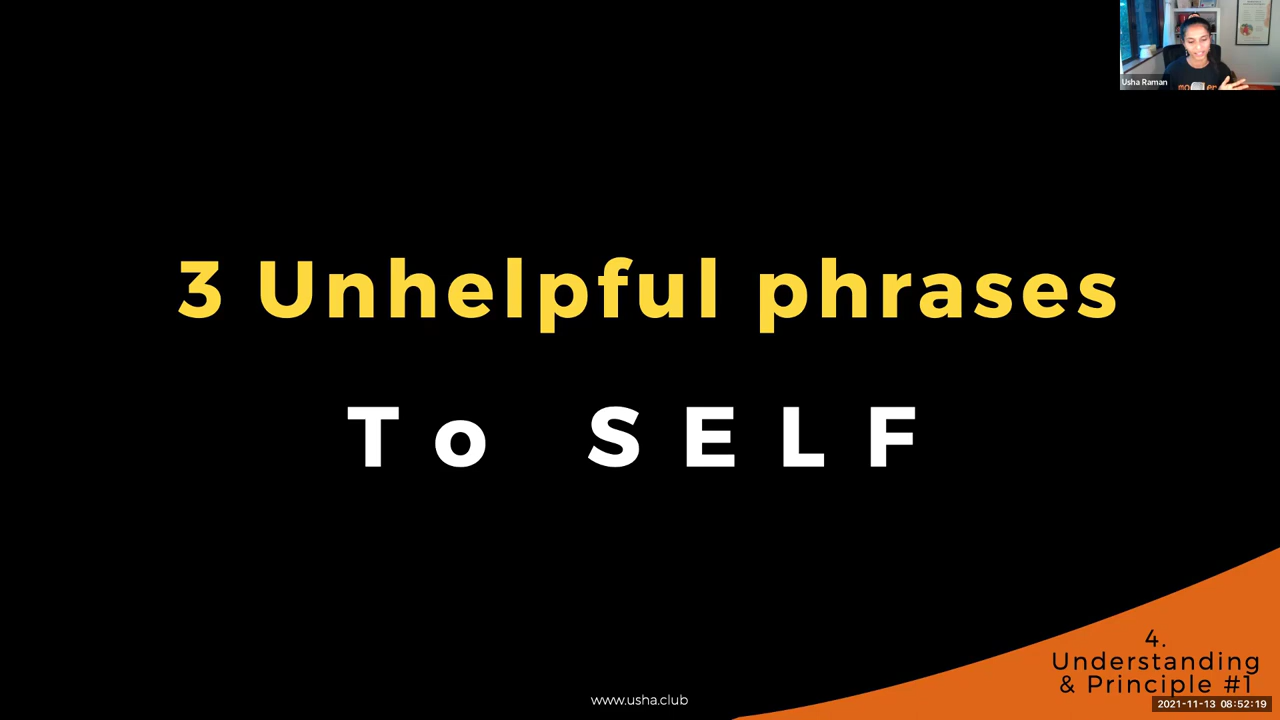 Usha Raman
3 Unhelpful phrases
To SELF
4.
Understanding
& Principle #1
www.usha.club
2021-11-13 08:52:19